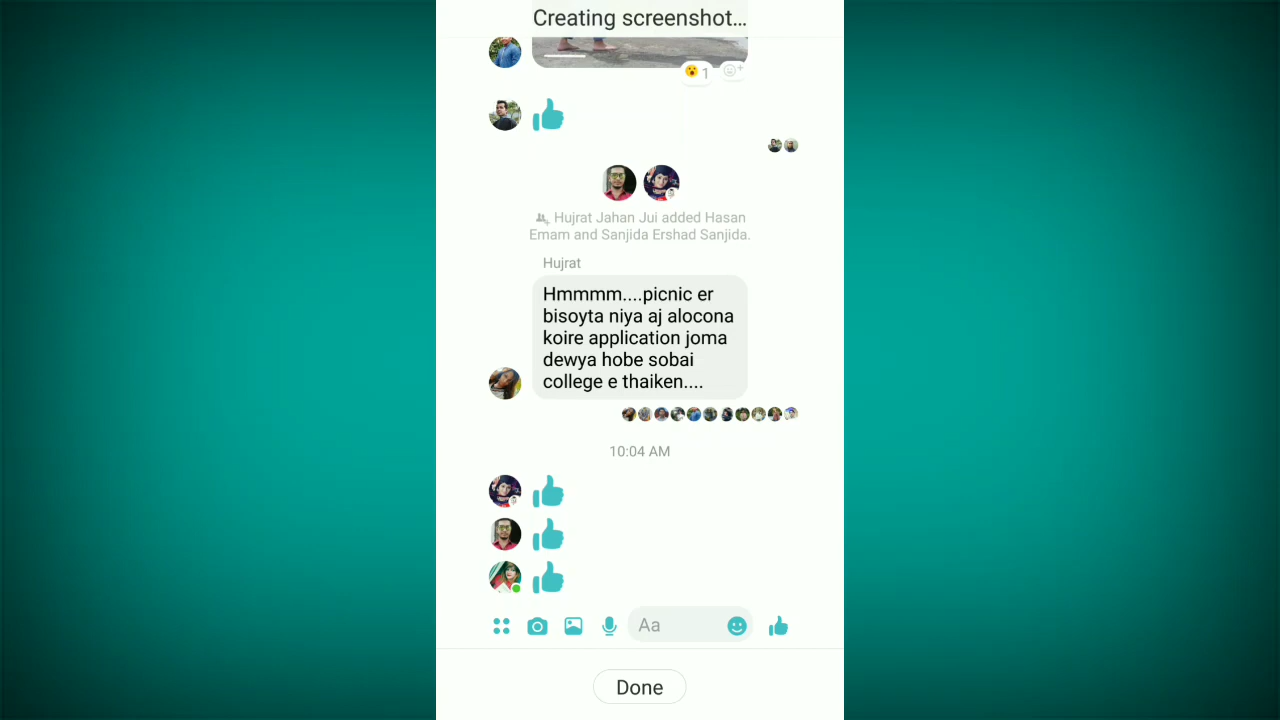 Creating screenshot...
1
Hujrat Jahan Jui added Hasan
Emam and Sanjida Ershad Sanjida.
Hujrat
Hmmmm....picnic er
bisoyta niya aj alocona
koire application joma
dewya hobe sobai
college e thaiken....
10:04 AM
Aa
Done